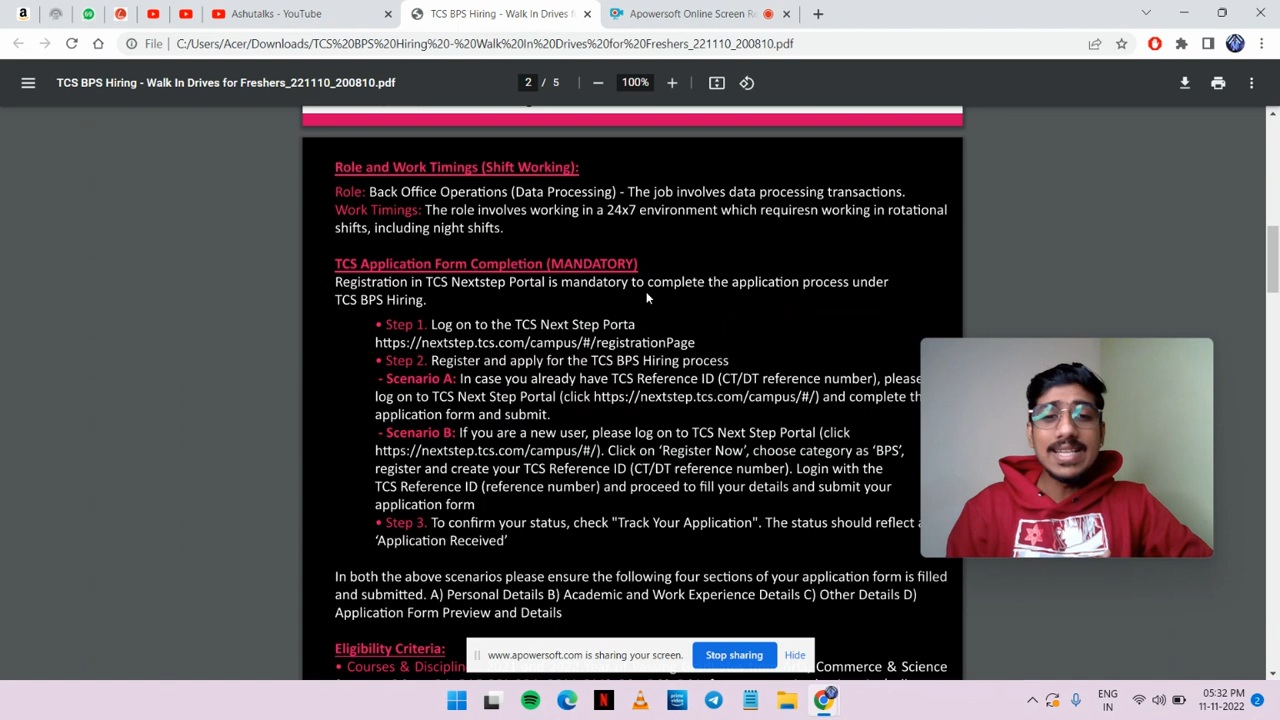 Ashutalks - YouTube
TCS BPS Hiring - Walk In Drives f
Apowersoft Online Screen Re
File C:/Users/Acer/Downloads/TCS%20BPS%20Hiring%20-%20Walk%20In%20Drives%20for%20Freshers_221110_200810.pdf
TCS BPS Hiring - Walk In Drives for Freshers_221110_200810.pdf
2 / 5
100%
Role and Work Timings (Shift Working):
Role: Back Office Operations (Data Processing) - The job involves data processing transactions.
Work Timings: The role involves working in a 24x7 environment which requiresn working in rotational
shifts, including night shifts.
TCS Application Form Completion (MANDATORY)
Registration in TCS Nextstep Portal is mandatory to complete the application process under
TCS BPS Hiring.
• Step 1. Log on to the TCS Next Step Porta
https://nextstep.tcs.com/campus/#/registrationPage
• Step 2. Register and apply for the TCS BPS Hiring process
- Scenario A: In case you already have TCS Reference ID (CT/DT reference number), please
log on to TCS Next Step Portal (click https://nextstep.tcs.com/campus/#/) and complete th
application form and submit.
- Scenario B: If you are a new user, please log on to TCS Next Step Portal (click
https://nextstep.tcs.com/campus/#/). Click on ‘Register Now’, choose category as ‘BPS’,
register and create your TCS Reference ID (CT/DT reference number). Login with the
TCS Reference ID (reference number) and proceed to fill your details and submit your
application form
• Step 3. To confirm your status, check "Track Your Application". The status should reflect a
‘Application Received’
In both the above scenarios please ensure the following four sections of your application form is filled
and submitted. A) Personal Details B) Academic and Work Experience Details C) Other Details D)
Application Form Preview and Details
Eligibility Criteria:
www.apowersoft.com is sharing your screen.
Stop sharing
Hide
• Courses & Disciplin
Commerce & Science
ENG
IN
05:32 PM
11-11-2022
2